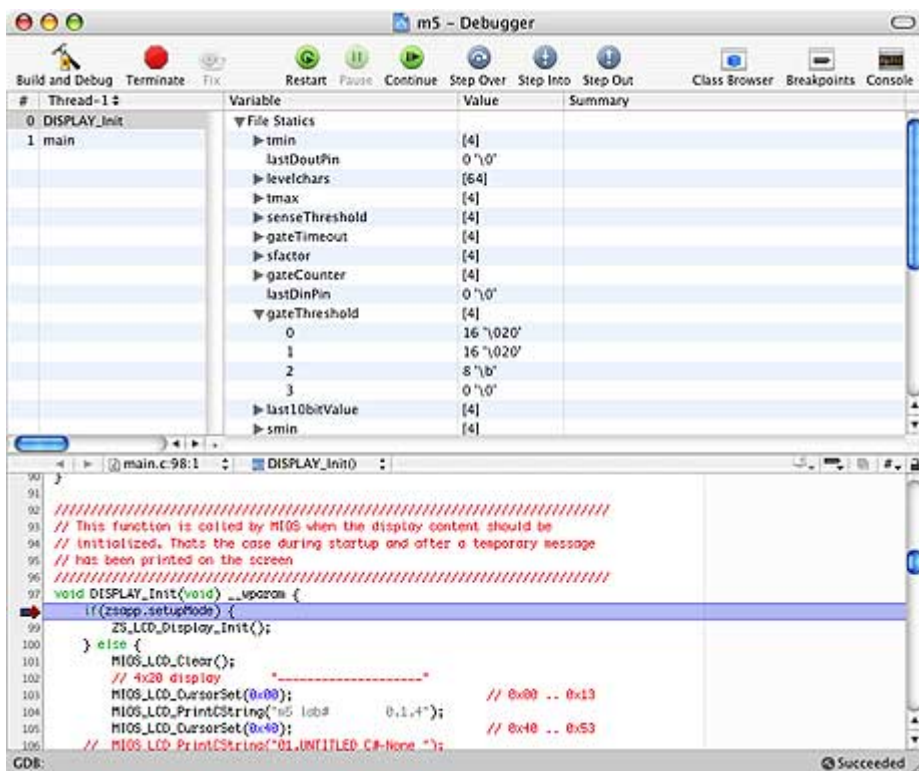 m5 – Debugger
Build and Debug Terminate Fix Restart Pause Continue Step Over Step Into Step Out Class Browser Breakpoints Console
# Thread-1 Variable Value Summary
0 DISPLAY_Init File Statics
1 main tmin [4]
lastDoutPin 0 '\0'
levelchars [64]
tmax [4]
senseThreshold [4]
gateTimeout [4]
sfactor [4]
gateCounter [4]
lastDinPin 0 '\0'
gateThreshold [4]
0 16 '\020'
1 16 '\020'
2 8 '\b'
3 0 '\0'
last10bitValue [4]
smin [4]
main.c:98:1 DISPLAY_Init() #
90 }
91
92 ////////////////////////////////////////////////////////////////////////////
93 // This function is called by MIOS when the display content should be
94 // initialized. Thats the case during startup and after a temporary message
95 // has been printed on the screen
96 ////////////////////////////////////////////////////////////////////////////
97 void DISPLAY_Init(void) __wparam {
if(zsapp.setupMode) {
99 ZS_LCD_Display_Init();
100 } else {
101 MIOS_LCD_Clear();
102 // 4x20 display "--------------------"
103 MIOS_LCD_CursorSet(0x00); // 0x00 .. 0x13
104 MIOS_LCD_PrintCString("m5 lab# 0.1.4");
105 MIOS_LCD_CursorSet(0x40); // 0x40 .. 0x53
106 // MIOS_LCD_PrintCString("01.UNTITLED C#-None ");
GDB: Succeeded